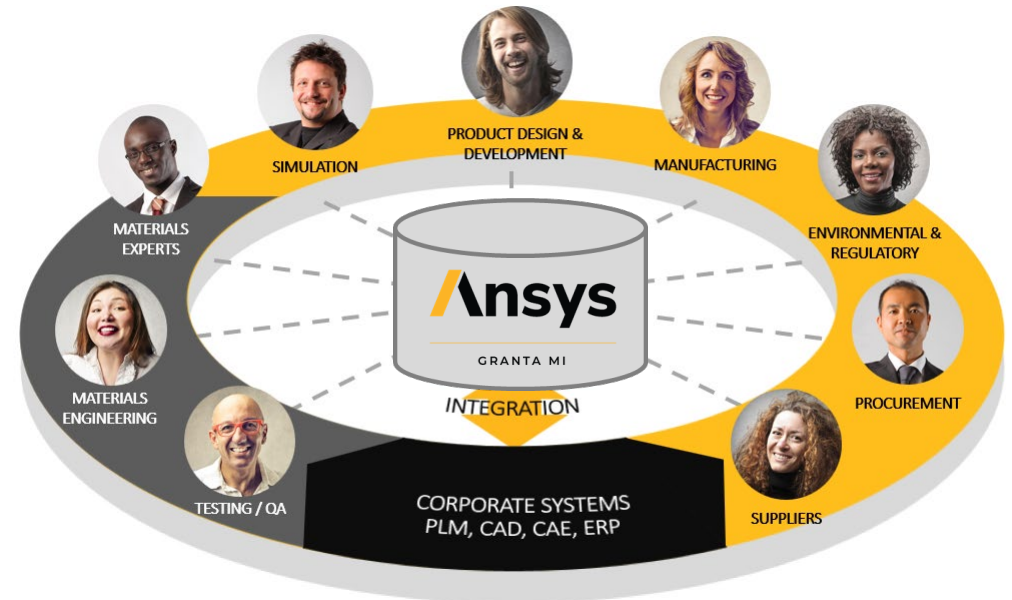 PRODUCT DESIGN &
DEVELOPMENT
SIMULATION
MANUFACTURING
MATERIALS
EXPERTS
ENVIRONMENTAL &
REGULATORY
Ansys
GRANTA MI
MATERIALS
ENGINEERING
INTEGRATION
PROCUREMENT
TESTING / QA
CORPORATE SYSTEMS
PLM, CAD, CAE, ERP
SUPPLIERS